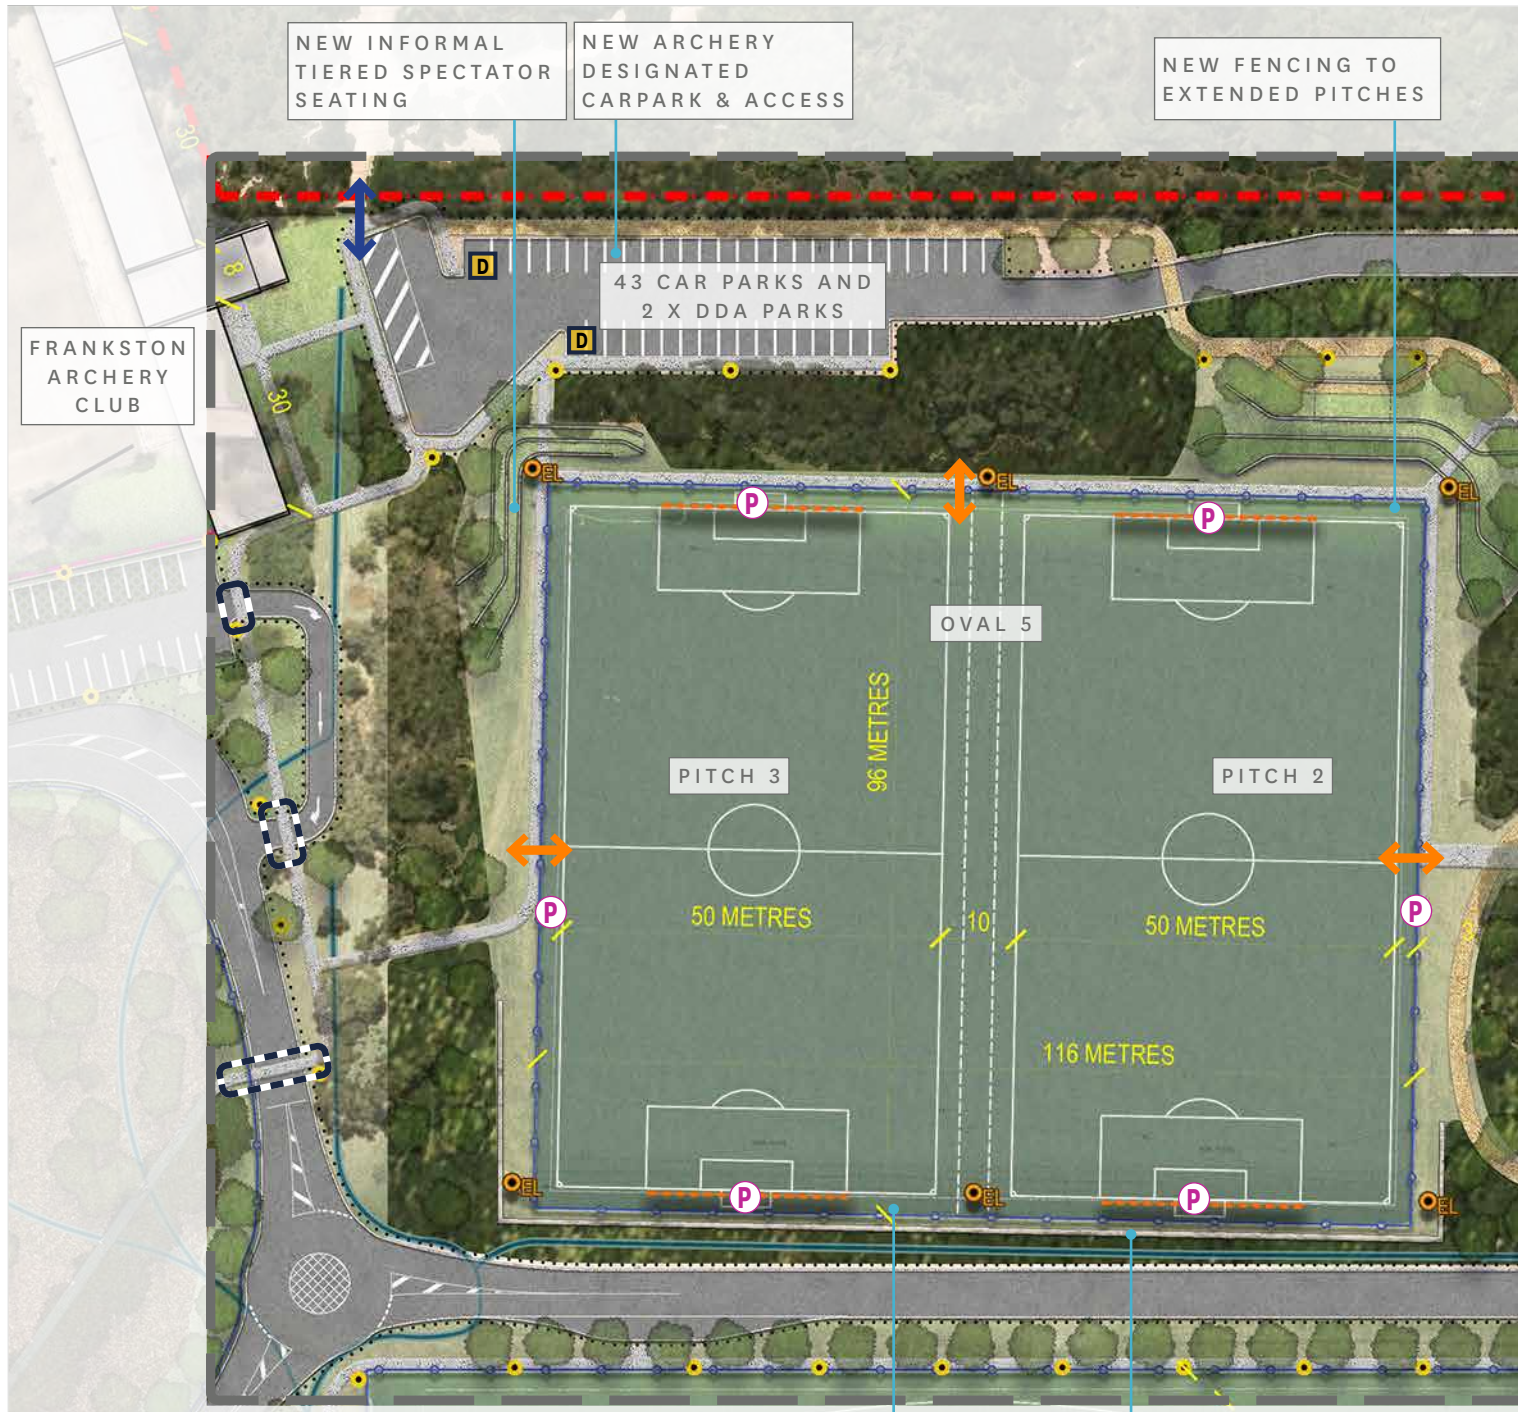 NEW INFORMAL
TIERED SPECTATOR
SEATING
NEW ARCHERY
DESIGNATED
CARPARK & ACCESS
NEW FENCING TO
EXTENDED PITCHES
30
8
D
43 CAR PARKS AND
2 X DDA PARKS
D
FRANKSTON
ARCHERY
CLUB
30
EL
EL
EL
P
P
OVAL 5
96 METRES
PITCH 3
PITCH 2
P
50 METRES
10
50 METRES
P
116 METRES
EL
P
EL
P
EL